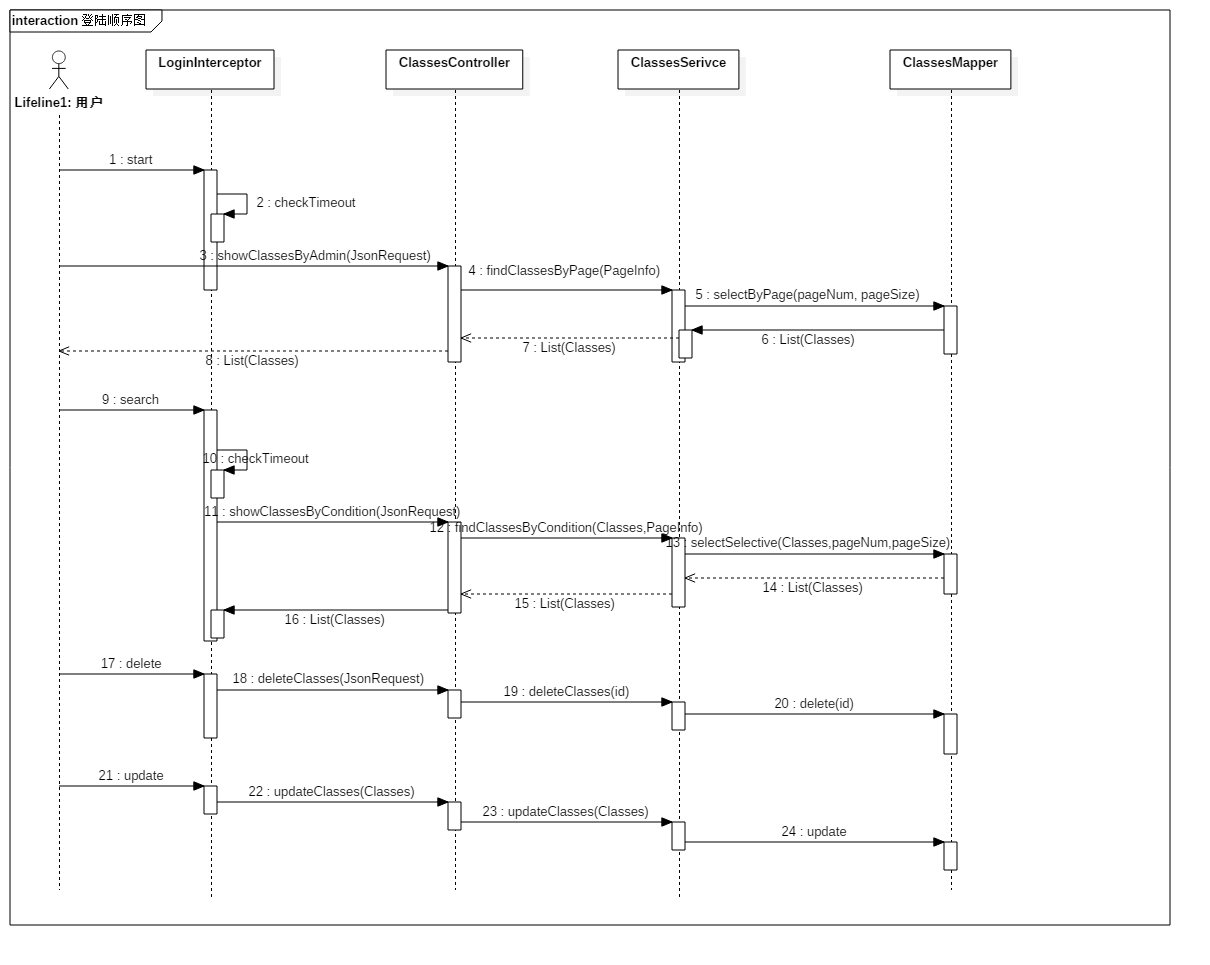 interaction 登陆顺序图
LoginInterceptor
ClassesController
ClassesSerivce
ClassesMapper
Lifeline1: 用户
1 : start
2 : checkTimeout
3 : showClassesByAdmin(JsonRequest)
4 : findClassesByPage(PageInfo)
5 : selectByPage(pageNum, pageSize)
6 : List(Classes)
7 : List(Classes)
8 : List(Classes)
9 : search
10 : checkTimeout
11 : showClassesByCondition(JsonRequest)
12 : findClassesByCondition(Classes,PageInfo)
13 : selectSelective(Classes,pageNum,pageSize)
14 : List(Classes)
15 : List(Classes)
16 : List(Classes)
17 : delete
18 : deleteClasses(JsonRequest)
19 : deleteClasses(id)
20 : delete(id)
21 : update
22 : updateClasses(Classes)
23 : updateClasses(Classes)
24 : update